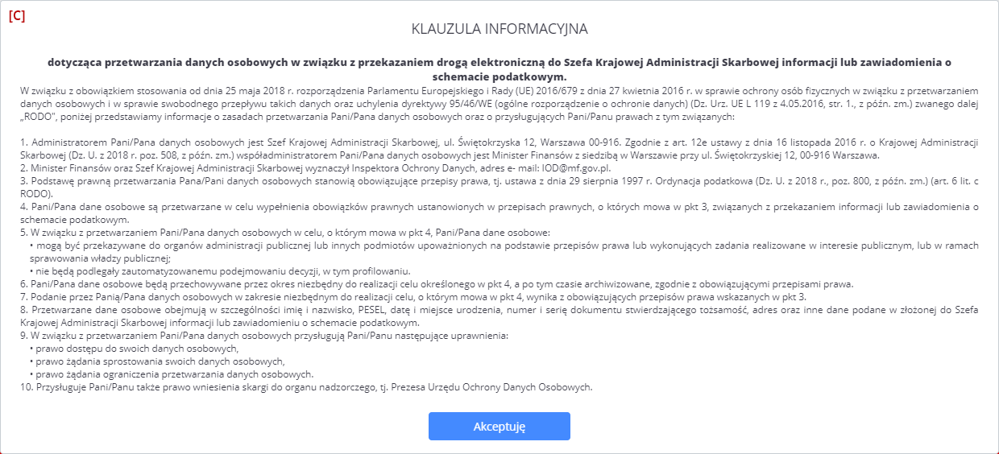 [C]
KLAUZULA INFORMACYJNA
dotycząca przetwarzania danych osobowych w związku z przekazaniem drogą elektroniczną do Szefa Krajowej Administracji Skarbowej informacji lub zawiadomienia o
schemacie podatkowym.
W związku z obowiązkiem stosowania od dnia 25 maja 2018 r. rozporządzenia Parlamentu Europejskiego i Rady (UE) 2016/679 z dnia 27 kwietnia 2016 r. w sprawie ochrony osób fizycznych w związku z przetwarzaniem
danych osobowych i w sprawie swobodnego przepływu takich danych oraz uchylenia dyrektywy 95/46/WE (ogólne rozporządzenie o ochronie danych) (Dz. Urz. UE L 119 z 4.05.2016, str. 1., z późn. zm.) zwanego dalej
„RODO”, poniżej przedstawiamy informacje o zasadach przetwarzania Pani/Pana danych osobowych oraz o przysługujących Pani/Panu prawach z tym związanych:
1. Administratorem Pani/Pana danych osobowych jest Szef Krajowej Administracji Skarbowej, ul. Świętokrzyska 12, Warszawa 00-916. Zgodnie z art. 12e ustawy z dnia 16 listopada 2016 r. o Krajowej Administracji
Skarbowej (Dz. U. z 2018 r. poz. 508, z późn. zm.) współadministratorem Pani/Pana danych osobowych jest Minister Finansów z siedzibą w Warszawie przy ul. Świętokrzyskiej 12, 00-916 Warszawa.
2. Minister Finansów oraz Szef Krajowej Administracji Skarbowej wyznaczył Inspektora Ochrony Danych, adres e- mail: IOD@mf.gov.pl.
3. Podstawę prawną przetwarzania Pana/Pani danych osobowych stanowią obowiązujące przepisy prawa, tj. ustawa z dnia 29 sierpnia 1997 r. Ordynacja podatkowa (Dz. U. z 2018 r., poz. 800, z późn. zm.) (art. 6 lit. c
RODO).
4. Pani/Pana dane osobowe są przetwarzane w celu wypełnienia obowiązków prawnych ustanowionych w przepisach prawnych, o których mowa w pkt 3, związanych z przekazaniem informacji lub zawiadomienia o
schemacie podatkowym.
5. W związku z przetwarzaniem Pani/Pana danych osobowych w celu, o którym mowa w pkt 4, Pani/Pana dane osobowe:
• mogą być przekazywane do organów administracji publicznej lub innych podmiotów upoważnionych na podstawie przepisów prawa lub wykonujących zadania realizowane w interesie publicznym, lub w ramach
sprawowania władzy publicznej;
• nie będą podlegały zautomatyzowanemu podejmowaniu decyzji, w tym profilowaniu.
6. Pani/Pana dane osobowe będą przechowywane przez okres niezbędny do realizacji celu określonego w pkt 4, a po tym czasie archiwizowane, zgodnie z obowiązującymi przepisami prawa.
7. Podanie przez Panią/Pana danych osobowych w zakresie niezbędnym do realizacji celu, o którym mowa w pkt 4, wynika z obowiązujących przepisów prawa wskazanych w pkt 3.
8. Przetwarzane dane osobowe obejmują w szczególności imię i nazwisko, PESEL, datę i miejsce urodzenia, numer i serię dokumentu stwierdzającego tożsamość, adres oraz inne dane podane w złożonej do Szefa
Krajowej Administracji Skarbowej informacji lub zawiadomieniu o schemacie podatkowym.
9. W związku z przetwarzaniem Pani/Pana danych osobowych przysługują Pani/Panu następujące uprawnienia:
• prawo dostępu do swoich danych osobowych,
• prawo żądania sprostowania swoich danych osobowych,
• prawo żądania ograniczenia przetwarzania danych osobowych.
10. Przysługuje Pani/Panu także prawo wniesienia skargi do organu nadzorczego, tj. Prezesa Urzędu Ochrony Danych Osobowych.
Akceptuję